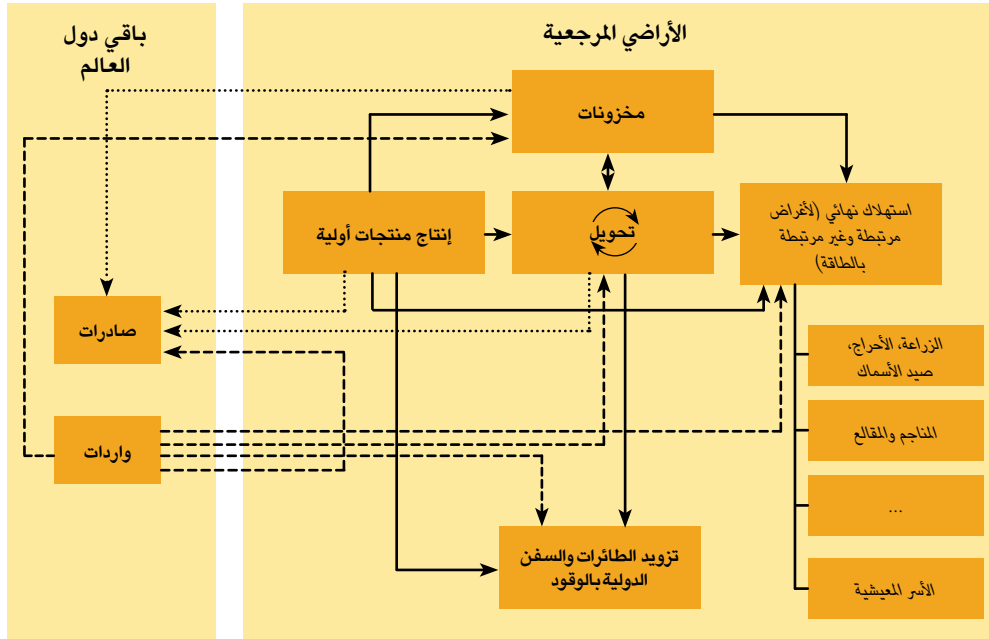 الأراضي المرجعية
باقي دول
العالم
مخزونات
استهلاك نهائي (لأغراض
مرتبطة وغير مرتبطة
بالطاقة)
تحويل
إنتاج منتجات أولية
صادرات
الزراعة، الأحراج،
صيد الأسماك
المناجم والمقالع
واردات
...
تزويد الطائرات والسفن
الدولية بالوقود
الأسر المعيشية